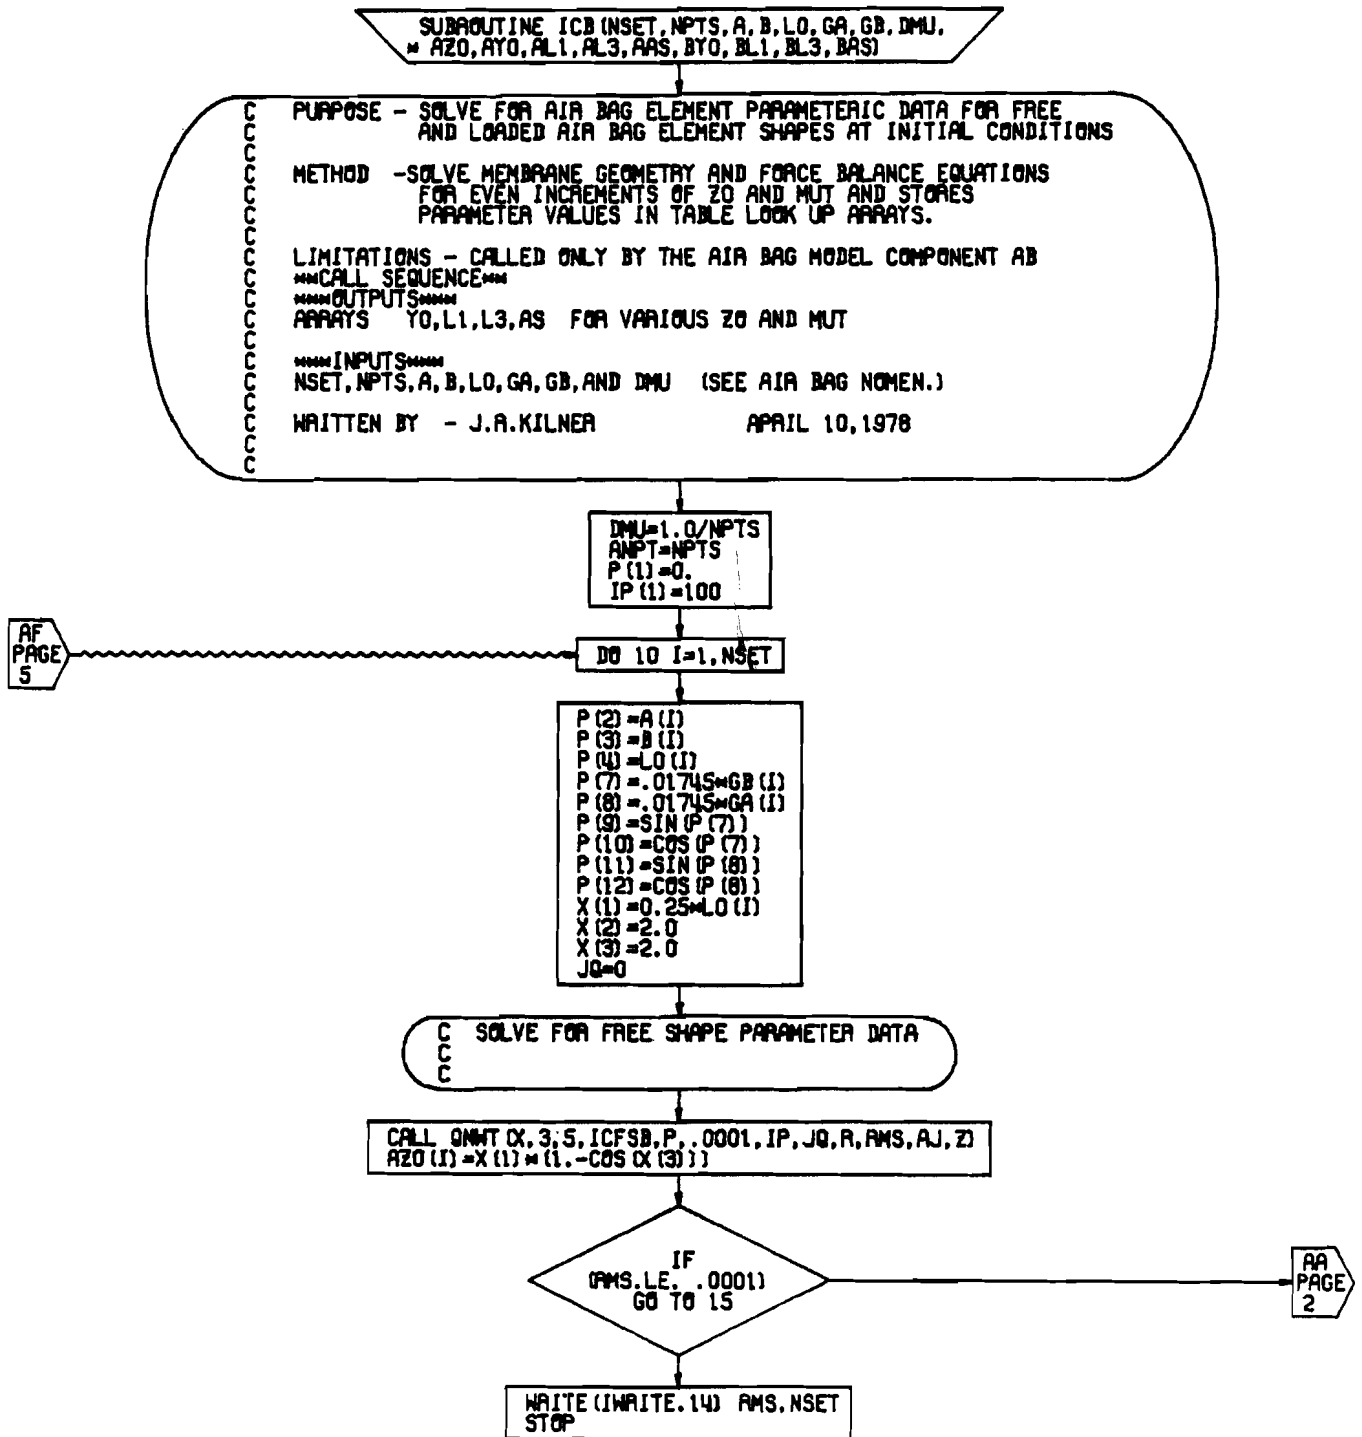 SUBROUTINE ICB(NSET,NPTS,A,B,LO,GA,GB,DMU,
* AZO,AYO,AL1,AL3,AAS,BYO,BL1,BL3,BAS)
C PURPOSE - SOLVE FOR AIR BAG ELEMENT PARAMETERIC DATA FOR FREE
C AND LOADED AIR BAG ELEMENT SHAPES AT INITIAL CONDITIONS
C
C METHOD -SOLVE MEMBRANE GEOMETRY AND FORCE BALANCE EQUATIONS
C FOR EVEN INCREMENTS OF ZO AND MUT AND STORES
C PARAMETER VALUES IN TABLE LOOK UP ARRAYS.
C
C LIMITATIONS - CALLED ONLY BY THE AIR BAG MODEL COMPONENT AB
C **CALL SEQUENCE**
C ***OUTPUTS***
C ARRAYS YO,L1,L3,AS FOR VARIOUS ZO AND MUT
C
C ***INPUTS***
C NSET,NPTS,A,B,LO,GA,GB,AND DMU (SEE AIR BAG NOMEN.)
C
C WRITTEN BY - J.R.KILNER APRIL 10,1978
C
C
DMU=1.0/NPTS
ANPT=NPTS
P(1)=0.
IP(1)=100
AF
PAGE
5
DO 10 I=1,NSET
P(2)=A(I)
P(3)=B(I)
P(4)=LO(I)
P(7)=.01745*GB(I)
P(8)=.01745*GA(I)
P(9)=SIN(P(7))
P(10)=COS(P(7))
P(11)=SIN(P(8))
P(12)=COS(P(8))
X(1)=0.25*LO(I)
X(2)=2.0
X(3)=2.0
JQ=0
C SOLVE FOR FREE SHAPE PARAMETER DATA
C
C
CALL QNWT(X,3,5,ICFSB,P,.0001,IP,JQ,R,RMS,AJ,Z)
AZO(I)=X(1)*(1.-COS(X(3)))
IF
(RMS.LE. .0001)
GO TO 15
AA
PAGE
2
WRITE(IWRITE,14) RMS,NSET
STOP